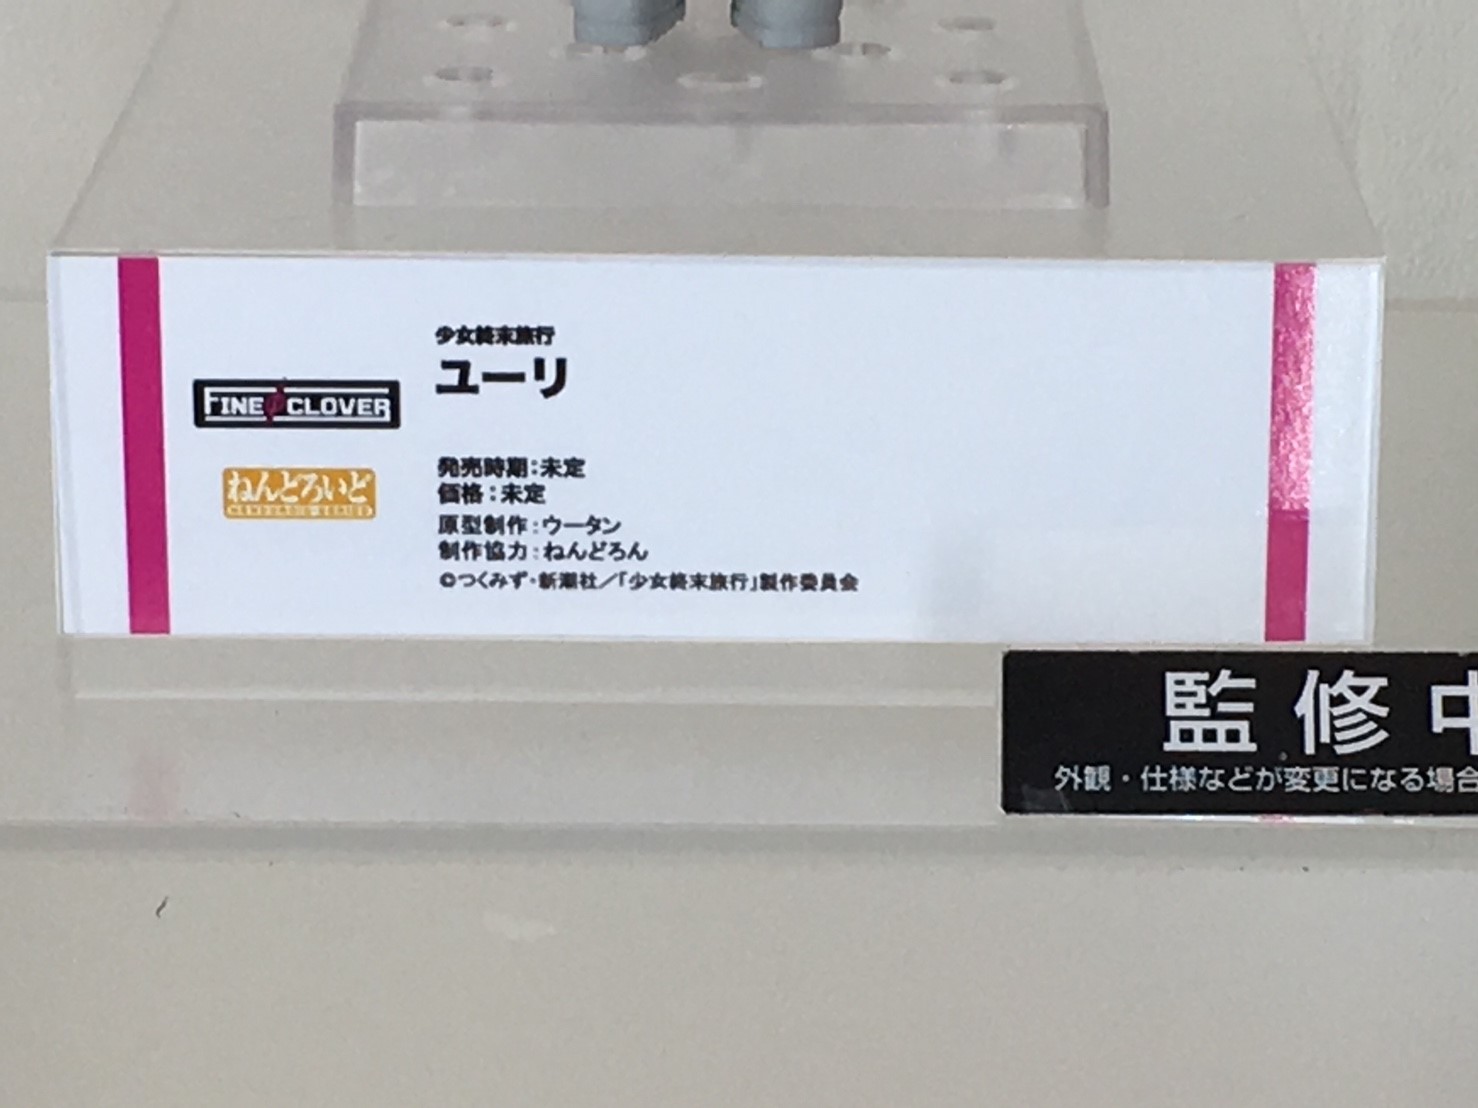 少女終末旅行
ユーリ
FINE CLOVER
ねんどろいど
NENDOROID SERIES
発売時期:未定
価格:未定
原型制作:ウータン
制作協力:ねんどろん
©つくみず・新潮社/「少女終末旅行」製作委員会
監修中
外観・仕様などが変更になる場合